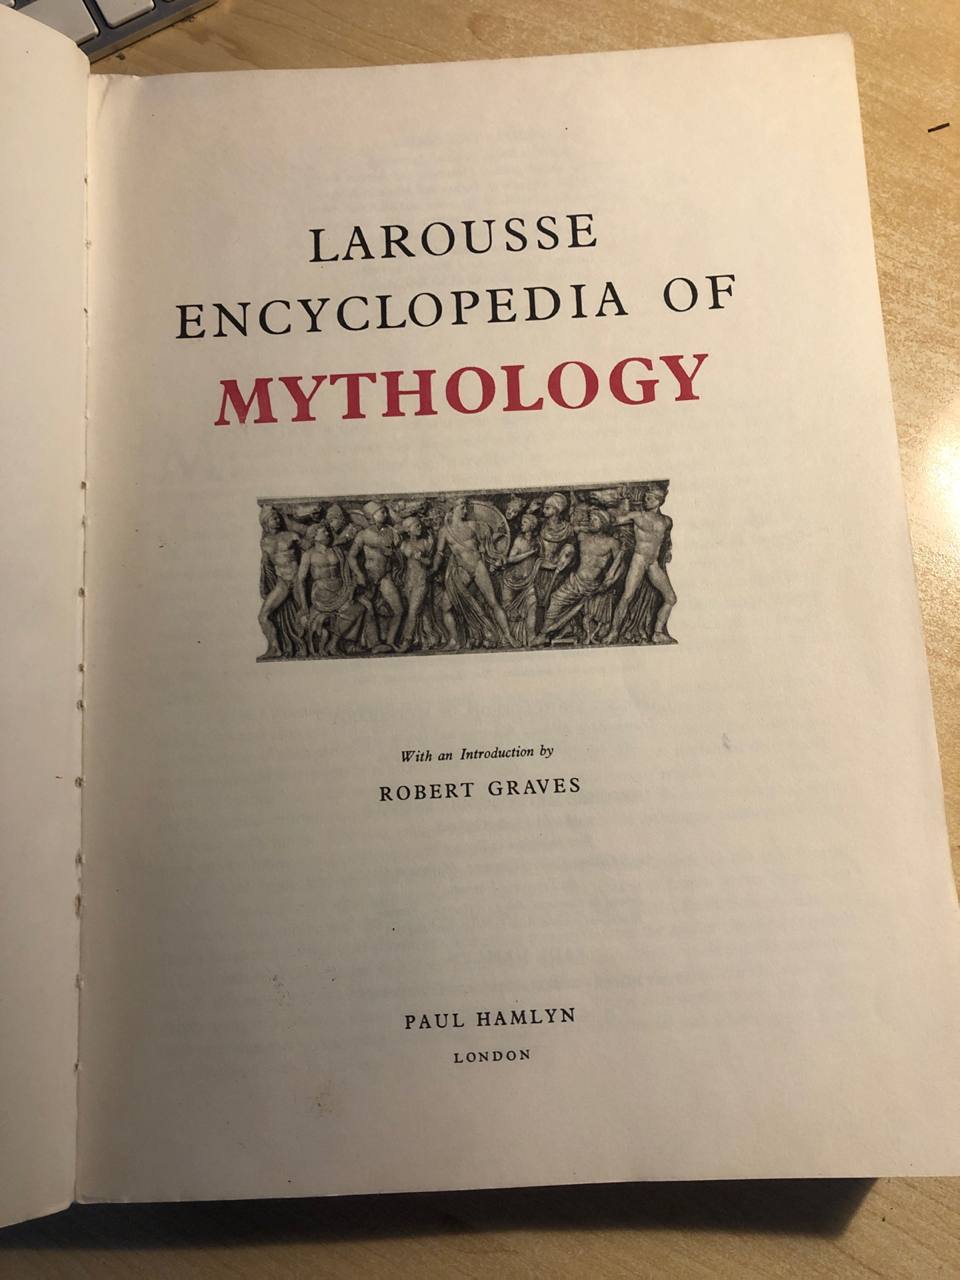 LAROUSSE
ENCYCLOPEDIA OF
MYTHOLOGY
With an Introduction by
ROBERT GRAVES
PAUL HAMLYN
LONDON